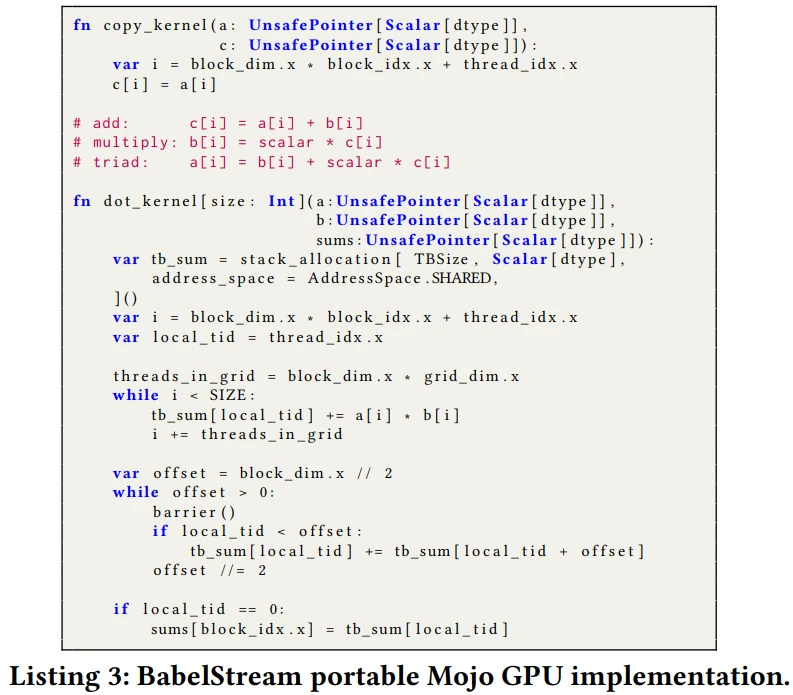 fn copy_kernel(a: UnsafePointer[Scalar[dtype]],
               c: UnsafePointer[Scalar[dtype]]):
    var i = block_dim.x * block_idx.x + thread_idx.x
    c[i] = a[i]

# add:      c[i] = a[i] + b[i]
# multiply: b[i] = scalar * c[i]
# triad:    a[i] = b[i] + scalar * c[i]

fn dot_kernel[size: Int](a:UnsafePointer[Scalar[dtype]],
                         b:UnsafePointer[Scalar[dtype]],
                         sums:UnsafePointer[Scalar[dtype]]):
    var tb_sum = stack_allocation[ TBSize, Scalar[dtype],
        address_space = AddressSpace.SHARED,
    ]()
    var i = block_dim.x * block_idx.x + thread_idx.x
    var local_tid = thread_idx.x

    threads_in_grid = block_dim.x * grid_dim.x
    while i < SIZE:
        tb_sum[local_tid] += a[i] * b[i]
        i += threads_in_grid

    var offset = block_dim.x // 2
    while offset > 0:
        barrier()
        if local_tid < offset:
            tb_sum[local_tid] += tb_sum[local_tid + offset]
        offset //= 2

    if local_tid == 0:
        sums[block_idx.x] = tb_sum[local_tid]

Listing 3: BabelStream portable Mojo GPU implementation.